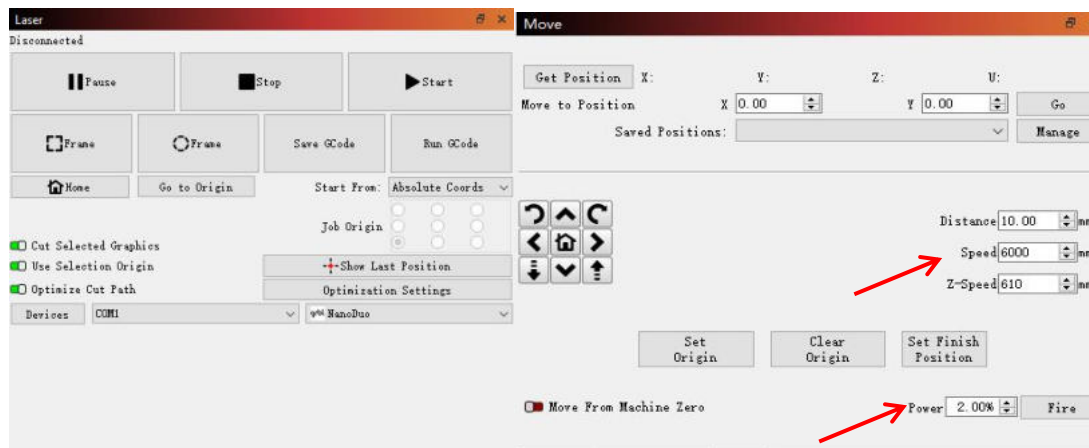 Laser
Disconnected
Pause
Stop
Start
Frame
Frame
Save GCode
Run GCode
Home
Go to Origin
Start From:
Absolute Coords
Job Origin
Cut Selected Graphics
Use Selection Origin
Show Last Position
Optimize Cut Path
Optimization Settings
Devices
COM1
NanoDuo
Move
Get Position
X:
Y:
Z:
U:
Move to Position
X 0.00
Y 0.00
Go
Saved Positions:
Manage
Distance 10.00
Speed 6000
Z-Speed 610
Set
Origin
Clear
Origin
Set Finish
Position
Move From Machine Zero
Power 2.00%
Fire